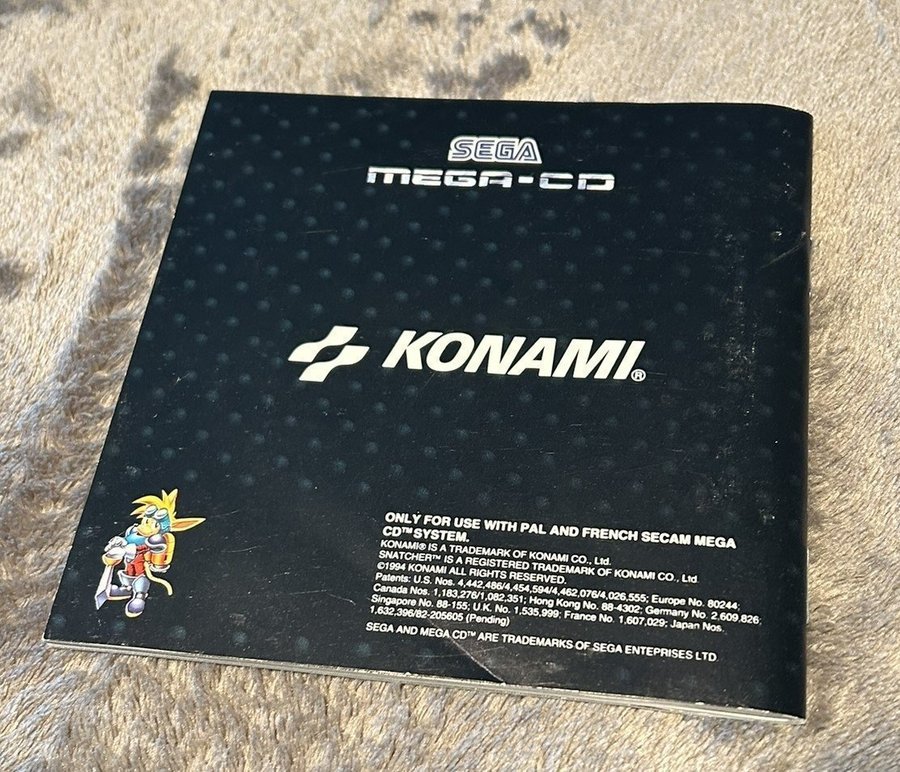 SEGA
MEGA-CD
KONAMI®
ONLY FOR USE WITH PAL AND FRENCH SECAM MEGA
CD™ SYSTEM.
KONAMI® IS A TRADEMARK OF KONAMI CO., Ltd.
SNATCHER™ IS A REGISTERED TRADEMARK OF KONAMI CO., Ltd
©1994 KONAMI ALL RIGHTS RESERVED.
Patents: U.S. Nos. 4,442,486/4,454,594/4,462,076/4,026,555; Europe No. 80244;
Canada Nos. 1,183,276/1,082,351; Hong Kong No. 88-4302; Germany No. 2,609,826;
Singapore No. 88-155; U.K. No. 1,535,999; France No. 1,607,029; Japan Nos.
1,632,396/82-205605 (Pending)
SEGA AND MEGA CD™ ARE TRADEMARKS OF SEGA ENTEPRISES LTD